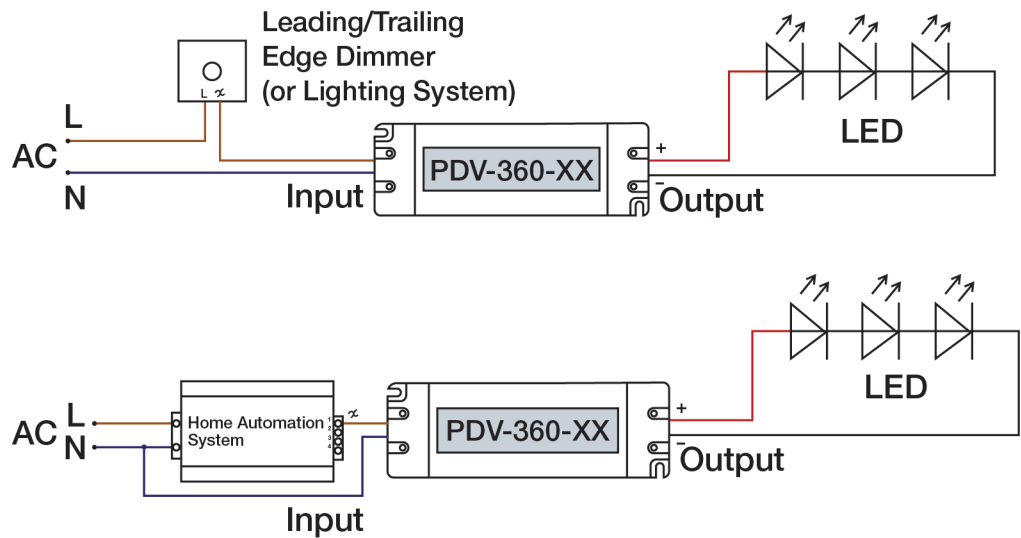 Leading/Trailing
Edge Dimmer
(or Lighting System)
L
L
AC
N
Input
PDV-360-XX
+
-
Output
LED
L
AC
N
Home Automation
System
1
2
3
4
Input
PDV-360-XX
+
-
Output
LED